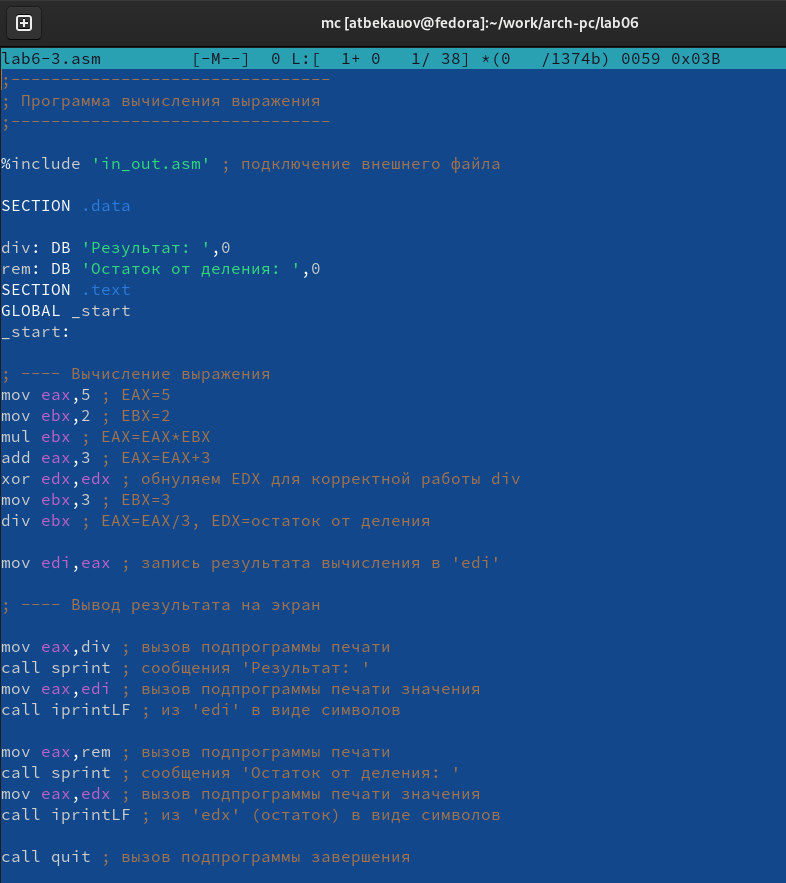 mc [atbekauov@fedora]:~/work/arch-pc/lab06
lab6-3.asm [-M--] 0 L:[ 1+ 0 1/ 38] *(0 /1374b) 0059 0x03B
;--------------------------------
; Программа вычисления выражения
;--------------------------------
%include 'in_out.asm' ; подключение внешнего файла
SECTION .data
div: DB 'Результат: ',0
rem: DB 'Остаток от деления: ',0
SECTION .text
GLOBAL _start
_start:
; ---- Вычисление выражения
mov eax,5 ; EAX=5
mov ebx,2 ; EBX=2
mul ebx ; EAX=EAX*EBX
add eax,3 ; EAX=EAX+3
xor edx,edx ; обнуляем EDX для корректной работы div
mov ebx,3 ; EBX=3
div ebx ; EAX=EAX/3, EDX=остаток от деления
mov edi,eax ; запись результата вычисления в 'edi'
; ---- Вывод результата на экран
mov eax,div ; вызов подпрограммы печати
call sprint ; сообщения 'Результат: '
mov eax,edi ; вызов подпрограммы печати значения
call iprintLF ; из 'edi' в виде символов
mov eax,rem ; вызов подпрограммы печати
call sprint ; сообщения 'Остаток от деления: '
mov eax,edx ; вызов подпрограммы печати значения
call iprintLF ; из 'edx' (остаток) в виде символов
call quit ; вызов подпрограммы завершения